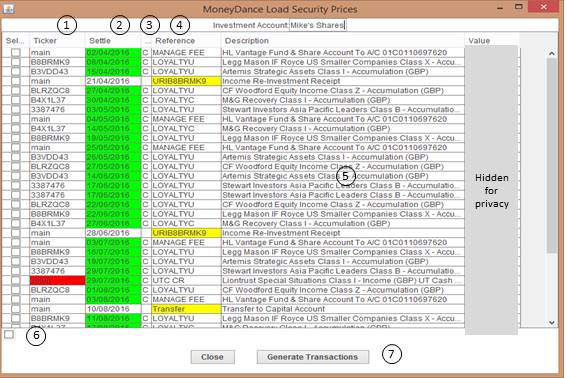 MoneyDance Load Security Prices
1 2 3 4 Investment Account: Mike's Shares
Sel... Ticker Settle ... Reference Description Value
main 02/04/2016 C MANAGE FEE HL Vantage Fund & Share Account To A/C 01C0110697620
B8BRMK9 08/04/2016 C LOYALTYU Legg Mason IF Royce US Smaller Companies Class X - Accu...
B3VDD43 15/04/2016 C LOYALTYU Artemis Strategic Assets Class I - Accumulation (GBP)
main 21/04/2016 URIB8BRMK9 Income Re-Investment Receipt
BLRZQC8 27/04/2016 C LOYALTYU CF Woodford Equity Income Class Z - Accumulation (GBP)
B4X1L37 30/04/2016 C LOYALTYC M&G Recovery Class I - Accumulation (GBP)
3387476 03/05/2016 C LOYALTYU Stewart Investors Asia Pacific Leaders Class B - Accumulatio...
main 04/05/2016 C MANAGE FEE HL Vantage Fund & Share Account To A/C 01C0110697620
B4X1L37 14/05/2016 C LOYALTYC M&G Recovery Class I - Accumulation (GBP)
B8BRMK9 19/05/2016 C LOYALTYU Legg Mason IF Royce US Smaller Companies Class X - Accu...
main 25/05/2016 C MANAGE FEE HL Vantage Fund & Share Account To A/C 01C0110697620
B3VDD43 26/05/2016 C LOYALTYU Artemis Strategic Assets Class I - Accumulation (GBP)
BLRZQC8 27/05/2016 C LOYALTYU CF Woodford Equity Income Class Z - Accumulation (GBP)
B3VDD43 14/06/2016 C LOYALTYU Artemis Strategic Assets Class 5 - Accumulation (GBP)
3387476 17/06/2016 C LOYALTYU Stewart Investors Asia Pacific Leaders Class B - Accumulatio...
3387476 17/06/2016 C LOYALTYU Stewart Investors Asia Pacific Leaders Class B - Accumulatio...
BLRZQC8 22/06/2016 C LOYALTYU CF Woodford Equity Income Class Z - Accumulation (GBP)
B8BRMK9 22/06/2016 C LOYALTYU Legg Mason IF Royce US Smaller Companies Class X - Accu...
B4X1L37 27/06/2016 C LOYALTYC M&G Recovery Class I - Accumulation (GBP)
main 28/06/2016 URIB8BRMK9 Income Re-Investment Receipt
main 03/07/2016 C MANAGE FEE HL Vantage Fund & Share Account To A/C 01C0110697620
B8BRMK9 16/07/2016 C LOYALTYU Legg Mason IF Royce US Smaller Companies Class X - Accu...
B3VDD43 19/07/2016 C LOYALTYU Artemis Strategic Assets Class I - Accumulation (GBP)
3387476 29/07/2016 C LOYALTYU Stewart Investors Asia Pacific Leaders Class B - Accumulatio...
29/07/2016 C UTC CR Liontrust Special Situations Class I - Income (GBP) UT Cash ...
BLRZQC8 01/08/2016 C LOYALTYU CF Woodford Equity Income Class Z - Accumulation (GBP)
main 03/08/2016 C MANAGE FEE HL Vantage Fund & Share Account To A/C 01C0110697620
main 10/08/2016 Transfer Transfer to Capital Account
B8BRMK9 11/08/2016 C LOYALTYU Legg Mason IF Royce US Smaller Companies Class X - Accu...
B4X1L37 17/08/2016 C LOYALTYC M&G Recovery Class I - Accumulation (GBP)
Hidden
for
privacy
6
Close Generate Transactions 7